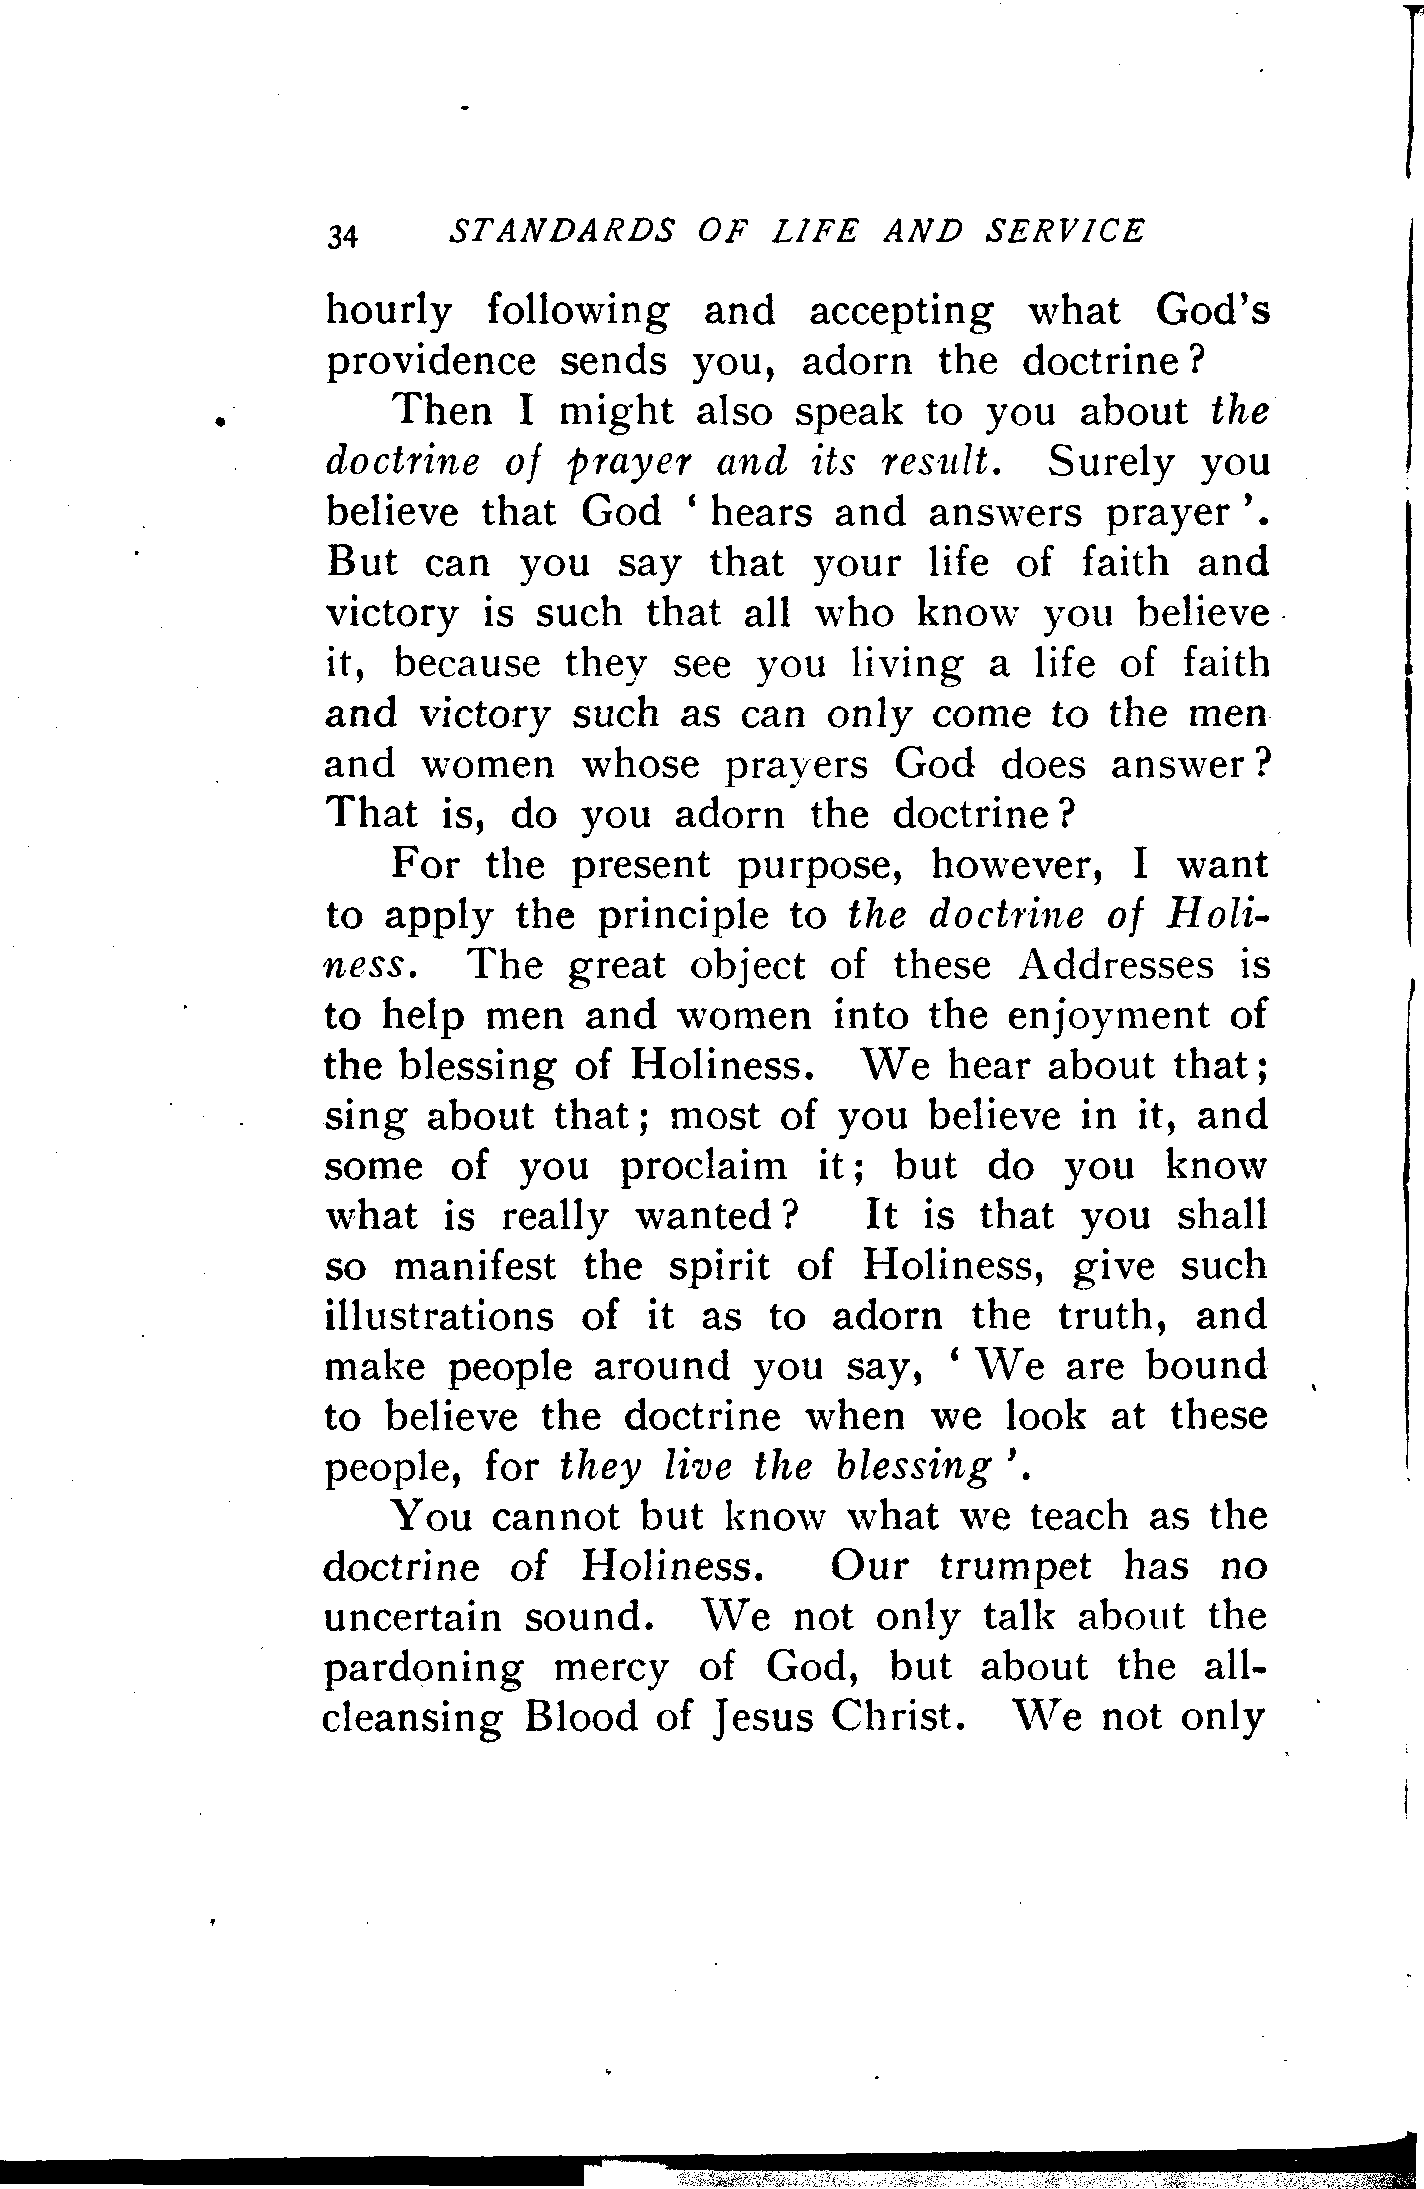 34 STANDARDS OF LIFE AND SERVICE
hourly following and accepting what God's
providence sends you, adorn the doctrine?
Then I might also speak to you about the
doctrine of prayer and its result. Surely you
believe that God ‘ hears and answers prayer ’.
But can you say that your life of faith and
victory is such that all who know you believe
it, because they see you living a life of faith
and victory such as can only come to the men
and women whose prayers God does answer?
That is, do you adorn the doctrine?
For the present purpose, however, I want
to apply the principle to the doctrine of Holi-
ness. The great object of these Addresses is
to help men and women into the enjoyment of
the blessing of Holiness. We hear about that;
sing about that; most of you believe in it, and
some of you proclaim it; but do you know
what is really wanted? It is that you shall
so manifest the spirit of Holiness, give such
illustrations of it as to adorn the truth, and
make people around you say, ‘ We are bound
to believe the doctrine when we look at these
people, for they live the blessing ’.
You cannot but know what we teach as the
doctrine of Holiness. Our trumpet has no
uncertain sound. We not only talk about the
pardoning mercy of God, but about the all-
cleansing Blood of Jesus Christ. We not only